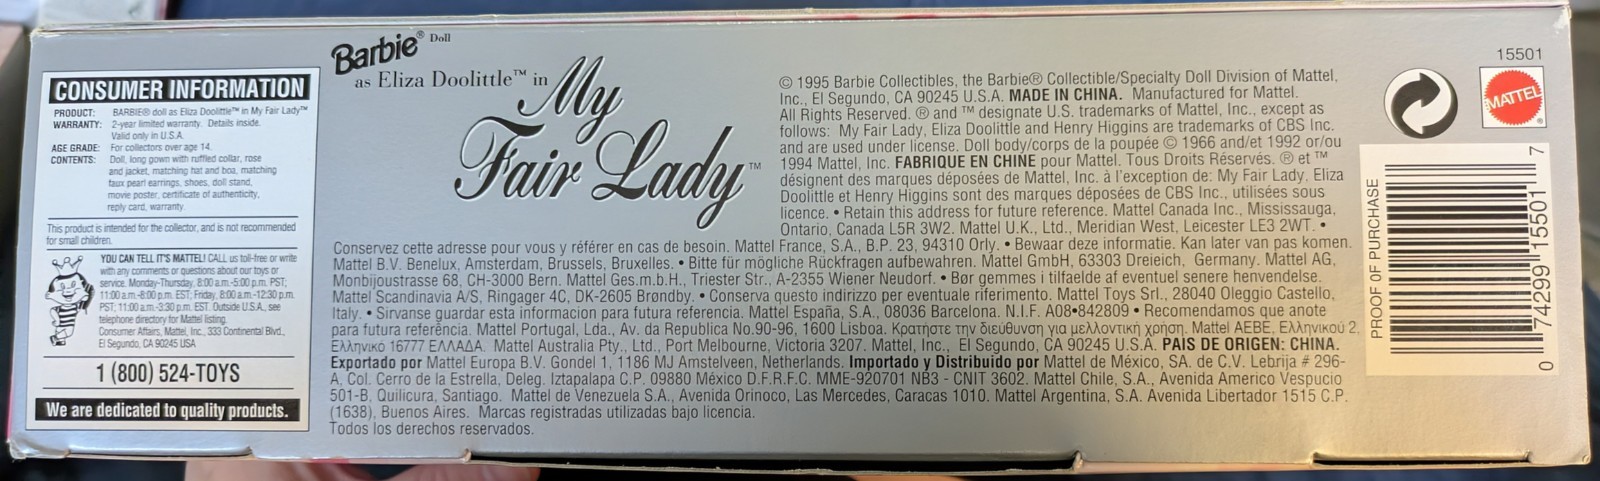 CONSUMER INFORMATION
PRODUCT: BARBIE® doll as Eliza Doolittle™ in My Fair Lady™
WARRANTY: 2-year limited warranty. Details inside.
Valid only in U.S.A.
AGE GRADE: For collectors over age 14.
CONTENTS: Doll, long gown with ruffled collar, rose
and jacket, matching hat and boa, matching
faux pearl earrings, shoes, doll stand,
movie poster, certificate of authenticity,
reply card, warranty.
This product is intended for the collector, and is not recommended
for small children.
YOU CAN TELL IT'S MATTEL! CALL us toll-free or write
with any comments or questions about our toys or
service. Monday-Thursday, 8:00 a.m.-5:00 p.m. PST;
11:00 a.m.-8:00 p.m. EST; Friday, 8:00 a.m.-12:30 p.m.
PST; 11:00 a.m.-3:30 p.m. EST. Outside U.S.A., see
telephone directory for Mattel listing.
Consumer Affairs, Mattel, Inc., 333 Continental Blvd.,
El Segundo, CA 90245 USA
1 (800) 524-TOYS
We are dedicated to quality products.
Barbie® Doll
as Eliza Doolittle™ in
My
Fair Lady™
© 1995 Barbie Collectibles, the Barbie® Collectible/Specialty Doll Division of Mattel,
Inc., El Segundo, CA 90245 U.S.A. MADE IN CHINA. Manufactured for Mattel.
All Rights Reserved. ® and ™ designate U.S. trademarks of Mattel, Inc., except as
follows: My Fair Lady, Eliza Doolittle and Henry Higgins are trademarks of CBS Inc.
and are used under license. Doll body/corps de la poupée © 1966 and/et 1992 or/ou
1994 Mattel, Inc. FABRIQUE EN CHINE pour Mattel. Tous Droits Réservés. ® et ™
désignent des marques déposées de Mattel, Inc. à l'exception de: My Fair Lady, Eliza
Doolittle et Henry Higgins sont des marques déposées de CBS Inc., utilisées sous
licence. • Retain this address for future reference. Mattel Canada Inc., Mississauga,
Ontario, Canada L5R 3W2. Mattel U.K., Ltd., Meridian West, Leicester LE3 2WT. •
Conservez cette adresse pour vous y référer en cas de besoin. Mattel France, S.A., B.P. 23, 94310 Orly. • Bewaar deze informatie. Kan later van pas komen.
Mattel B.V. Benelux, Amsterdam, Brussels, Bruxelles. • Bitte für mögliche Rückfragen aufbewahren. Mattel GmbH, 63303 Dreieich, Germany. Mattel AG,
Monbijoustrasse 68, CH-3000 Bern. Mattel Ges.m.b.H., Triester Str., A-2355 Wiener Neudorf. • Bør gemmes i tilfælde af eventuel senere henvendelse.
Mattel Scandinavia A/S, Ringager 4C, DK-2605 Brøndby. • Conserva questo indirizzo per eventuale riferimento. Mattel Toys Srl., 28040 Oleggio Castello,
Italy. • Sirvanse guardar esta informacion para futura referencia. Mattel España, S.A., 08036 Barcelona. N.I.F. A08•842809 • Recomendamos que anote
para futura referência. Mattel Portugal, Lda., Av. da Republica No.90-96, 1600 Lisboa. Κρατήστε την διεύθυνση για μελλοντική χρήση. Mattel AEBE, Ελληνικού 2,
Ελληνικό 16777 ΕΛΛΑΔΑ. Mattel Australia Pty., Ltd., Port Melbourne, Victoria 3207. Mattel, Inc., El Segundo, CA 90245 U.S.A. PAIS DE ORIGEN: CHINA.
Exportado por Mattel Europa B.V. Gondel 1, 1186 MJ Amstelveen, Netherlands. Importado y Distribuido por Mattel de México, SA. de C.V. Lebrija # 296-
A, Col. Cerro de la Estrella, Deleg. Iztapalapa C.P. 09880 México D.F.R.F.C. MME-920701 NB3 - CNIT 3602. Mattel Chile, S.A., Avenida Americo Vespucio
501-B, Quilicura, Santiago. Mattel de Venezuela S.A., Avenida Orinoco, Las Mercedes, Caracas 1010. Mattel Argentina, S.A. Avenida Libertador 1515 C.P.
(1638), Buenos Aires. Marcas registradas utilizadas bajo licencia.
Todos los derechos reservados.
15501
MATTEL®
PROOF OF PURCHASE
0 74299 15501 7